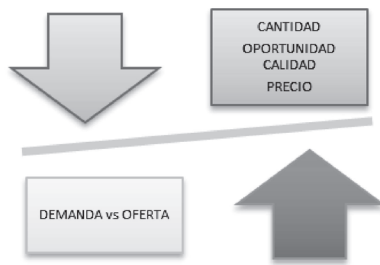 CANTIDAD
OPORTUNIDAD
CALIDAD
PRECIO
DEMANDA vs OFERTA